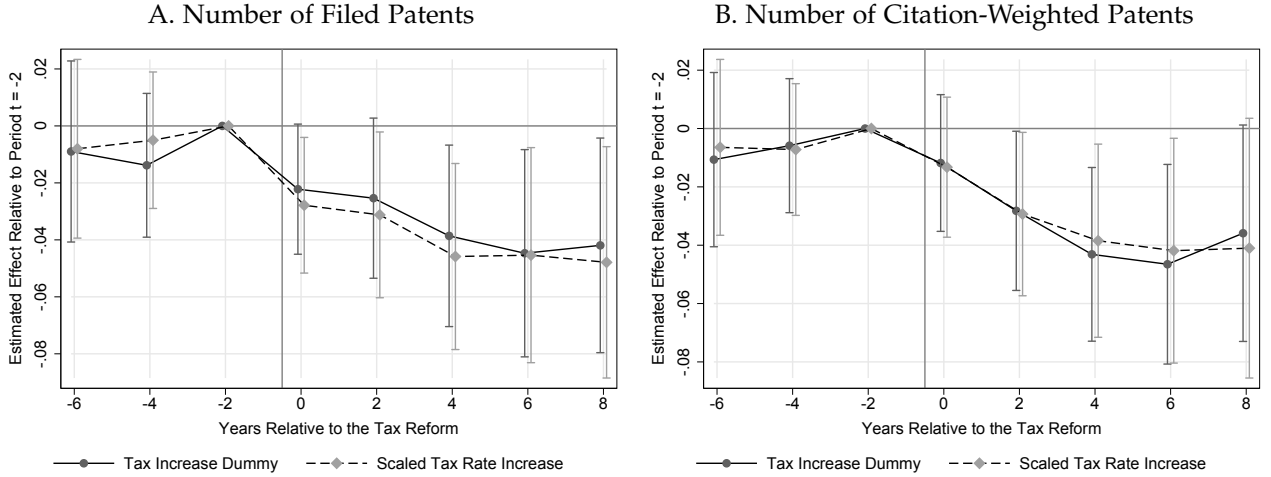 A. Number of Filed Patents
Estimated Effect Relative to Period t = -2
.02
0
-.02
-.04
-.06
-.08
-6 -4 -2 0 2 4 6 8
Years Relative to the Tax Reform
Tax Increase Dummy Scaled Tax Rate Increase
B. Number of Citation-Weighted Patents
Estimated Effect Relative to Period t = -2
.02
0
-.02
-.04
-.06
-.08
-6 -4 -2 0 2 4 6 8
Years Relative to the Tax Reform
Tax Increase Dummy Scaled Tax Rate Increase